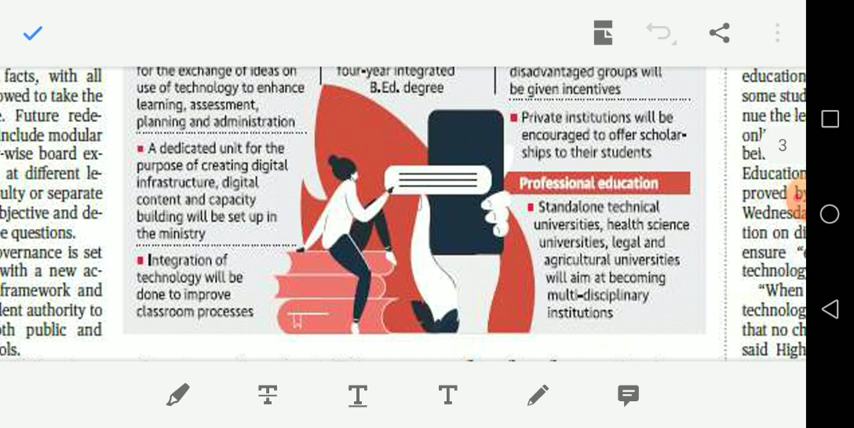 facts, with all
owed to take the
e. Future rede-
include modular
-wise board ex-
at different le-
ulty or separate
bjective and de-
e questions.
overnance is set
with a new ac-
framework and
dent authority to
oth public and
ols.
for the exchange of ideas on
use of technology to enhance
learning, assessment,
planning and administration
A dedicated unit for the
purpose of creating digital
infrastructure, digital
content and capacity
building will be set up in
the ministry
Integration of
technology will be
done to improve
classroom processes
four-year integrated
B.Ed. degree
disadvantaged groups will
be given incentives
Private institutions will be
encouraged to offer scholar-
ships to their students
Professional education
Standalone technical
universities, health science
universities, legal and
agricultural universities
will aim at becoming
multi-disciplinary
institutions
education
some stud
nue the le
on!'
bei.
Education
proved by
Wednesda
tion on di
ensure "e
technolog
"When
technolog
that no ch
said High
3